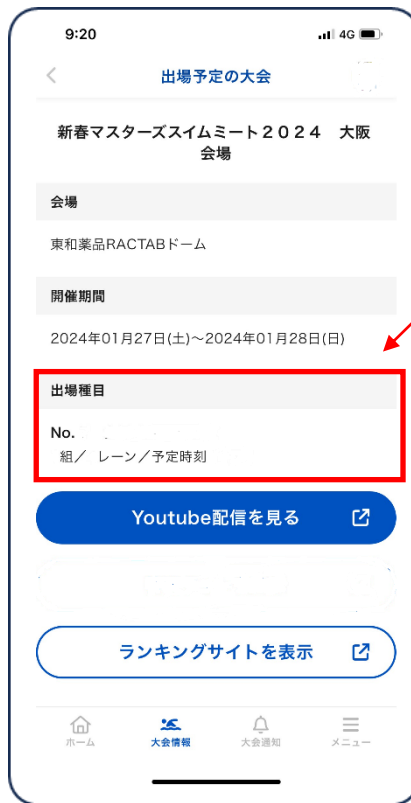 9:20
4G
出場予定の大会
新春マスターズスイムミート２０２４　大阪
会場
会場
東和薬品RACTABドーム
開催期間
2024年01月27日(土)～2024年01月28日(日)
出場種目
No.
組／ レーン／予定時刻
Youtube配信を見る
ランキングサイトを表示
ホーム 大会情報 大会通知 メニュー